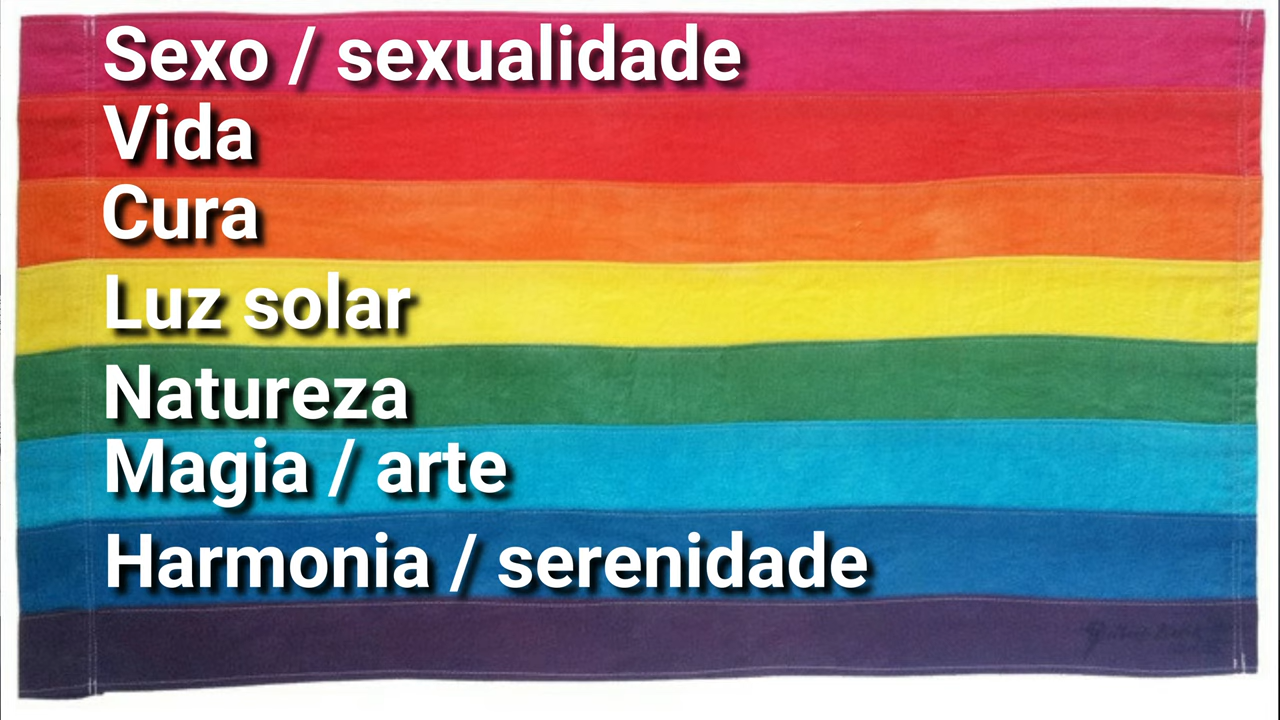 Sexo / sexualidade
Vida
Cura
Luz solar
Natureza
Magia / arte
Harmonia / serenidade